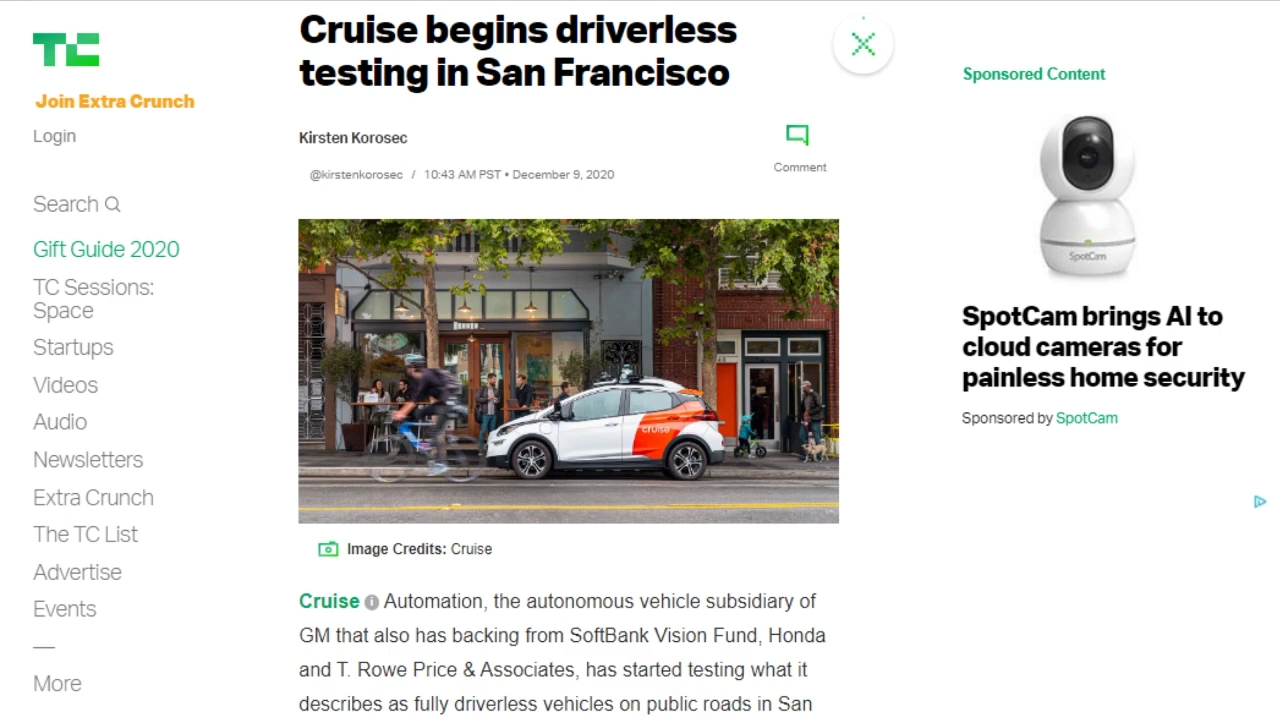 TC
Join Extra Crunch
Login
Search
Gift Guide 2020
TC Sessions:
Space
Startups
Videos
Audio
Newsletters
Extra Crunch
The TC List
Advertise
Events
—
More
Cruise begins driverless
testing in San Francisco
Kirsten Korosec
@kirstenkorosec / 10:43 AM PST • December 9, 2020
Comment
cruise
Image Credits: Cruise
Cruise Automation, the autonomous vehicle subsidiary of
GM that also has backing from SoftBank Vision Fund, Honda
and T. Rowe Price & Associates, has started testing what it
describes as fully driverless vehicles on public roads in San
Sponsored Content
SpotCam
SpotCam brings AI to
cloud cameras for
painless home security
Sponsored by SpotCam